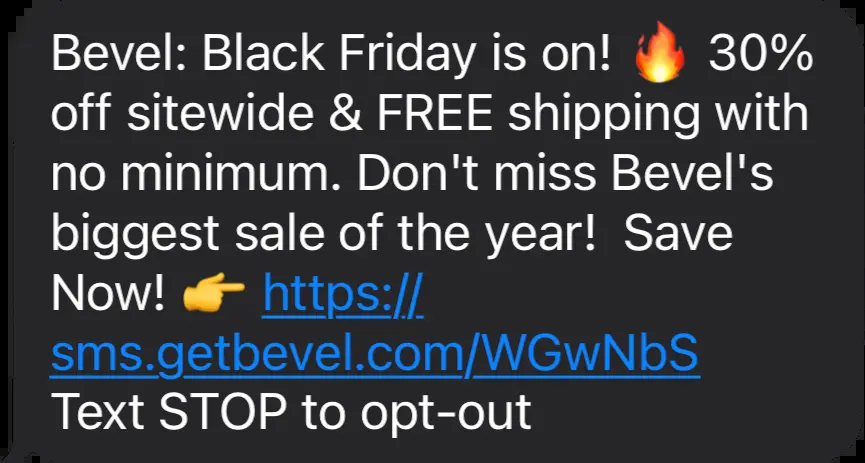 Bevel: Black Friday is on! 🔥 30%
off sitewide & FREE shipping with
no minimum. Don't miss Bevel's
biggest sale of the year!  Save
Now! 👉 https://
sms.getbevel.com/WGwNbS
Text STOP to opt-out